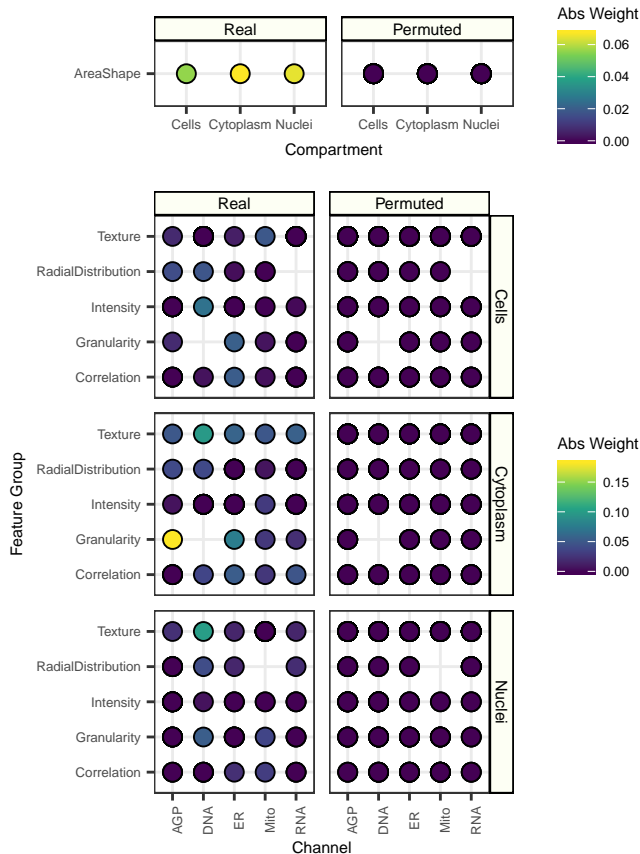 Real
Permuted
AreaShape
Cells
Cytoplasm
Nuclei
Cells
Cytoplasm
Nuclei
Compartment
Abs Weight
0.06
0.04
0.02
0.00
Real
Permuted
Texture
RadialDistribution
Intensity
Granularity
Correlation
Cells
Texture
RadialDistribution
Intensity
Granularity
Correlation
Cytoplasm
Texture
RadialDistribution
Intensity
Granularity
Correlation
Nuclei
Feature Group
AGP
DNA
ER
Mito
RNA
AGP
DNA
ER
Mito
RNA
Channel
Abs Weight
0.15
0.10
0.05
0.00